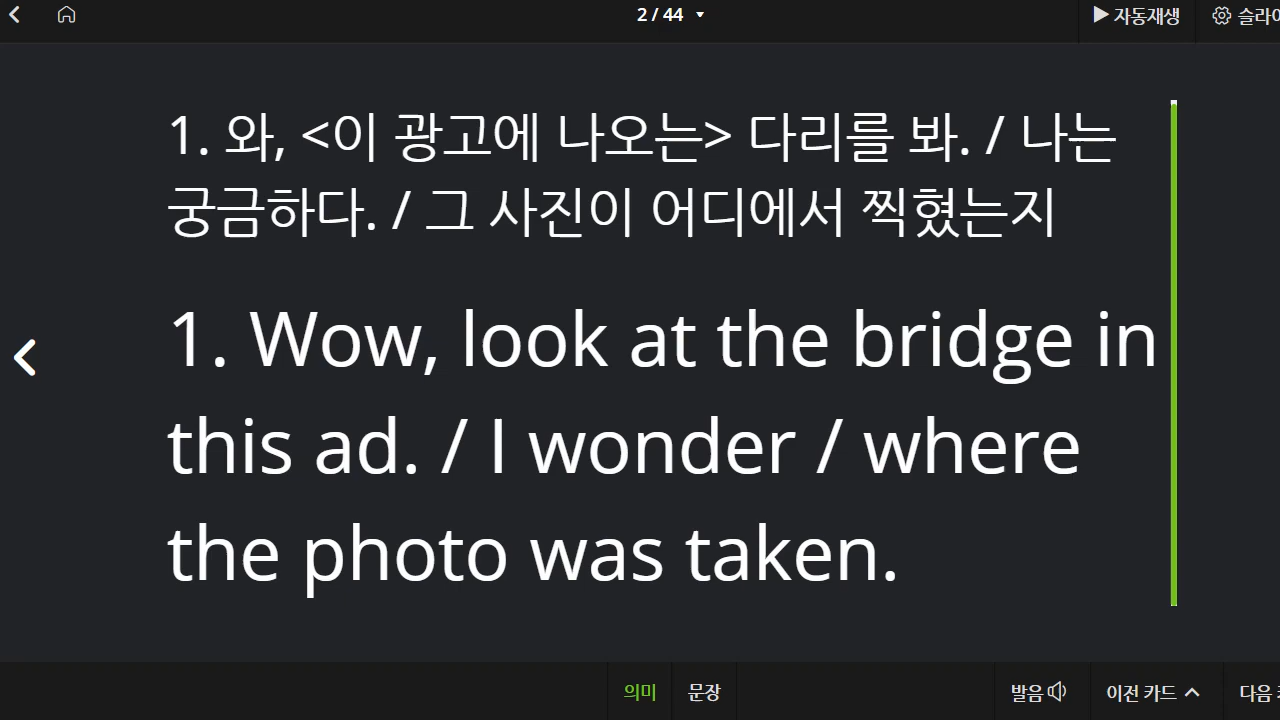 2 / 44
자동재생
1. 와, <이 광고에 나오는> 다리를 봐. / 나는
궁금하다. / 그 사진이 어디에서 찍혔는지
1. Wow, look at the bridge in
this ad. / I wonder / where
the photo was taken.
의미 문장
발음 이전 카드 다음